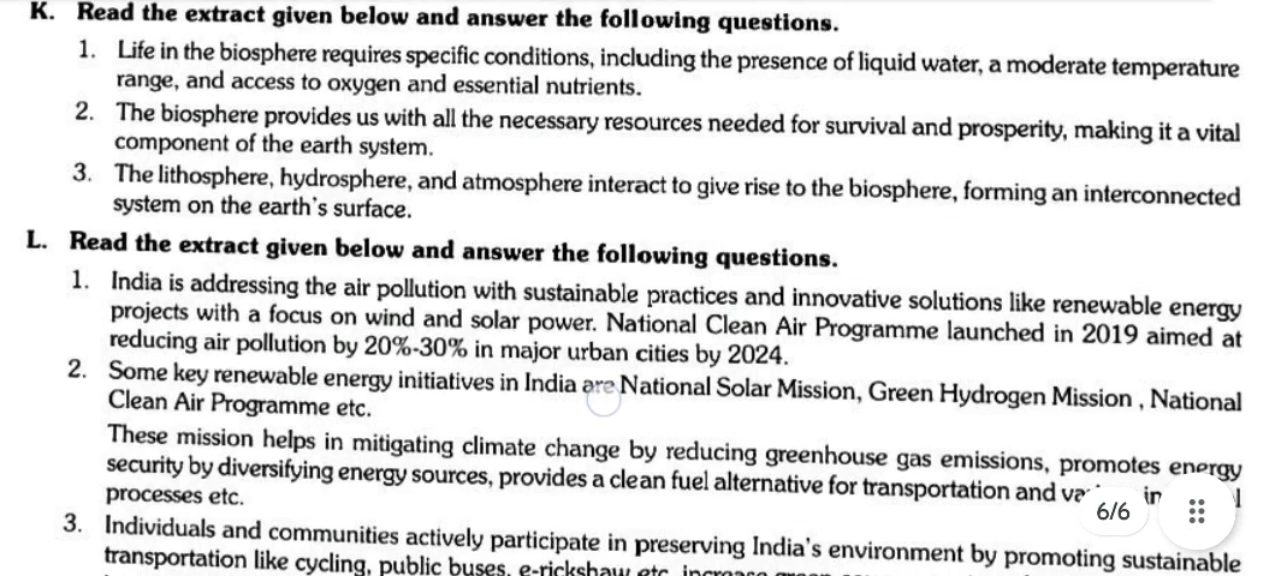 K. Read the extract given below and answer the following questions.
1. Life in the biosphere requires specific conditions, including the presence of liquid water, a moderate temperature
range, and access to oxygen and essential nutrients.
2. The biosphere provides us with all the necessary resources needed for survival and prosperity, making it a vital
component of the earth system.
3. The lithosphere, hydrosphere, and atmosphere interact to give rise to the biosphere, forming an interconnected
system on the earth's surface.
L. Read the extract given below and answer the following questions.
1. India is addressing the air pollution with sustainable practices and innovative solutions like renewable energy
projects with a focus on wind and solar power. National Clean Air Programme launched in 2019 aimed at
reducing air pollution by 20%-30% in major urban cities by 2024.
2. Some key renewable energy initiatives in India are National Solar Mission, Green Hydrogen Mission , National
Clean Air Programme etc.
These mission helps in mitigating climate change by reducing greenhouse gas emissions, promotes energy
security by diversifying energy sources, provides a clean fuel alternative for transportation and
processes etc.
6/6
3. Individuals and communities actively participate in preserving India's environment by promoting sustainable
transportation like cycling, public buses, e-rickshaw etc